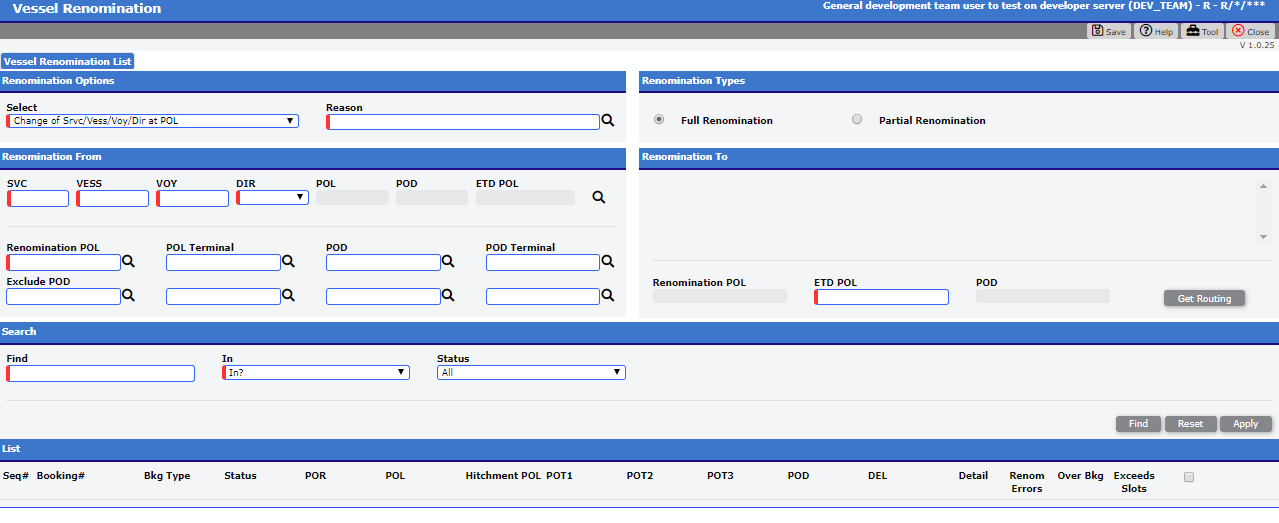 Vessel Renomination
General development team user to test on developer server (DEV_TEAM) - R - R/*/***
Save Help Tool Close
V 1.0.25
Vessel Renomination List
Renomination Options
Select Reason
Change of Srvc/Vess/Voy/Dir at POL
Renomination Types
Full Renomination Partial Renomination
Renomination From
SVC VESS VOY DIR POL POD ETD POL
Renomination POL POL Terminal POD POD Terminal
Exclude POD
Renomination To
Renomination POL ETD POL POD
Get Routing
Search
Find In Status
In? All
Find Reset Apply
List
Seq# Booking# Bkg Type Status POR POL Hitchment POL POT1 POT2 POT3 POD DEL Detail Renom Over Bkg Exceeds
Errors Slots